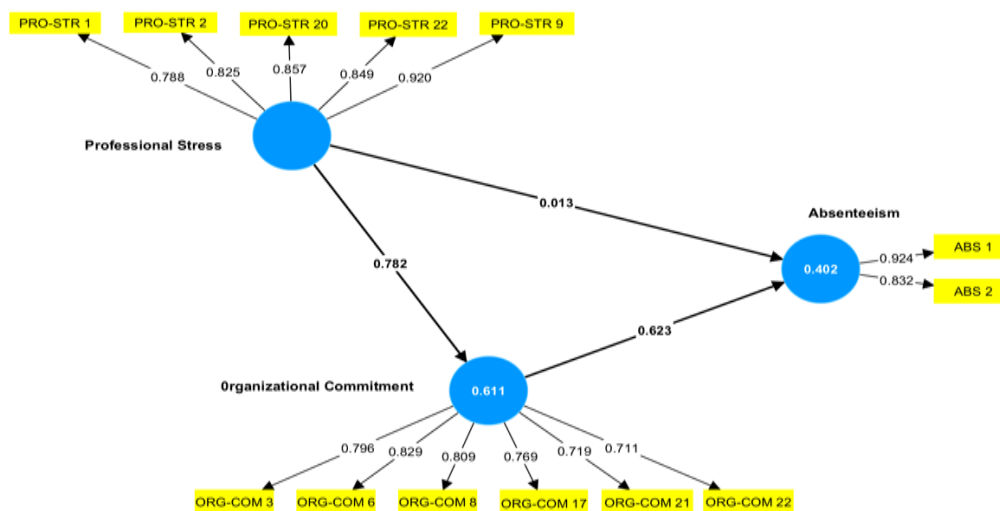 PRO-STR 1 PRO-STR 2 PRO-STR 20 PRO-STR 22 PRO-STR 9
0.788 0.825 0.857 0.849 0.920
Professional Stress
0.013
Absenteeism
ABS 1
0.924
0.402
0.832
ABS 2
0.782
0.623
0rganizational Commitment
0.611
0.796 0.829 0.809 0.769 0.719 0.711
ORG-COM 3 ORG-COM 6 ORG-COM 8 ORG-COM 17 ORG-COM 21 ORG-COM 22